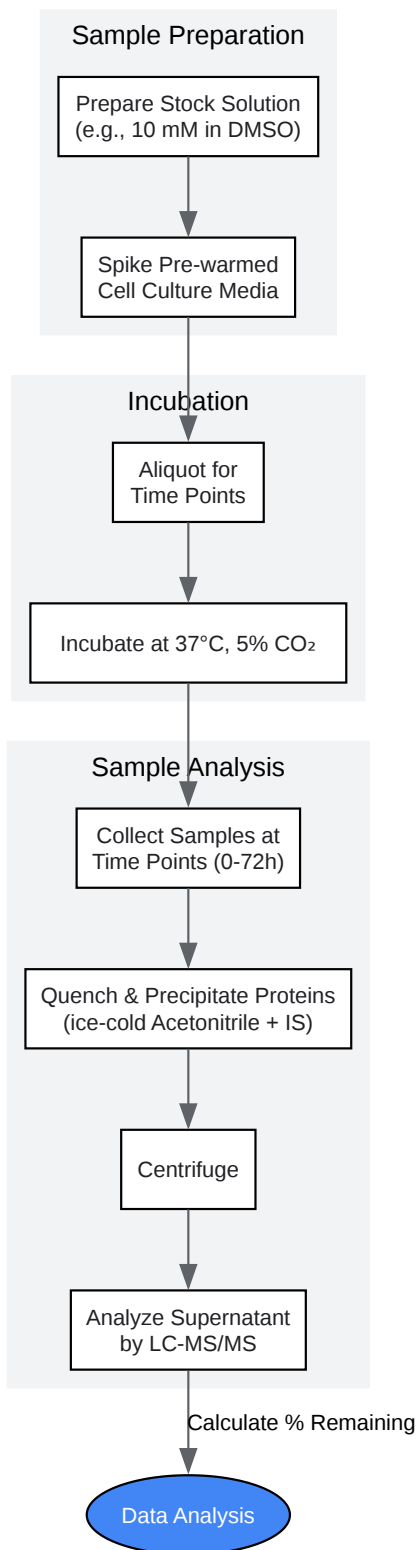 Sample Preparation
Prepare Stock Solution
(e.g., 10 mM in DMSO)
Spike Pre-warmed
Cell Culture Media
Incubation
Aliquot for
Time Points
Incubate at 37°C, 5% CO₂
Sample Analysis
Collect Samples at
Time Points (0-72h)
Quench & Precipitate Proteins
(ice-cold Acetonitrile + IS)
Centrifuge
Analyze Supernatant
by LC-MS/MS
Calculate % Remaining
Data Analysis